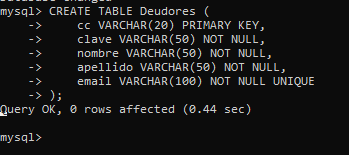 mysql> CREATE TABLE Deudores (
    ->     cc VARCHAR(20) PRIMARY KEY,
    ->     clave VARCHAR(50) NOT NULL,
    ->     nombre VARCHAR(50) NOT NULL,
    ->     apellido VARCHAR(50) NOT NULL,
    ->     email VARCHAR(100) NOT NULL UNIQUE
    -> );
Query OK, 0 rows affected (0.44 sec)
mysql>